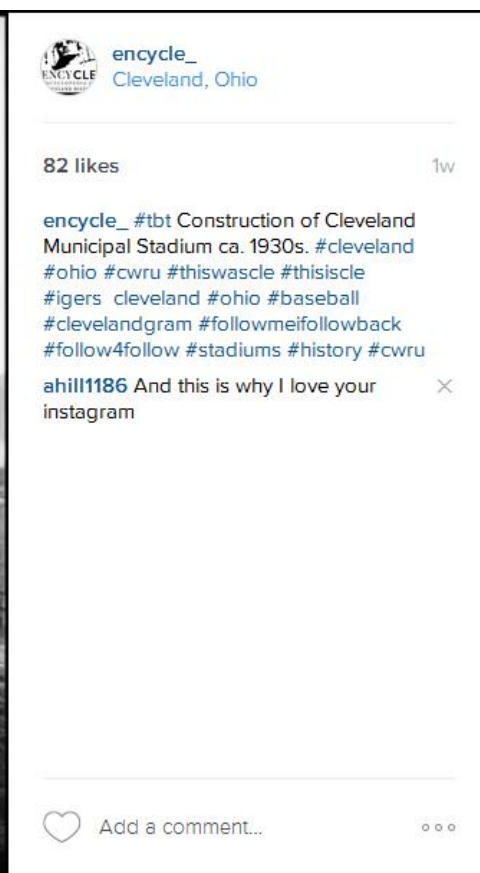 encycle_
Cleveland, Ohio
ENCYCLE
82 likes 1w
encycle_ #tbt Construction of Cleveland
Municipal Stadium ca. 1930s. #cleveland
#ohio #cwru #thiswascle #thisiscle
#igers cleveland #ohio #baseball
#clevelandgram #followmeifollowback
#follow4follow #stadiums #history #cwru
ahill1186 And this is why I love your
instagram
Add a comment...